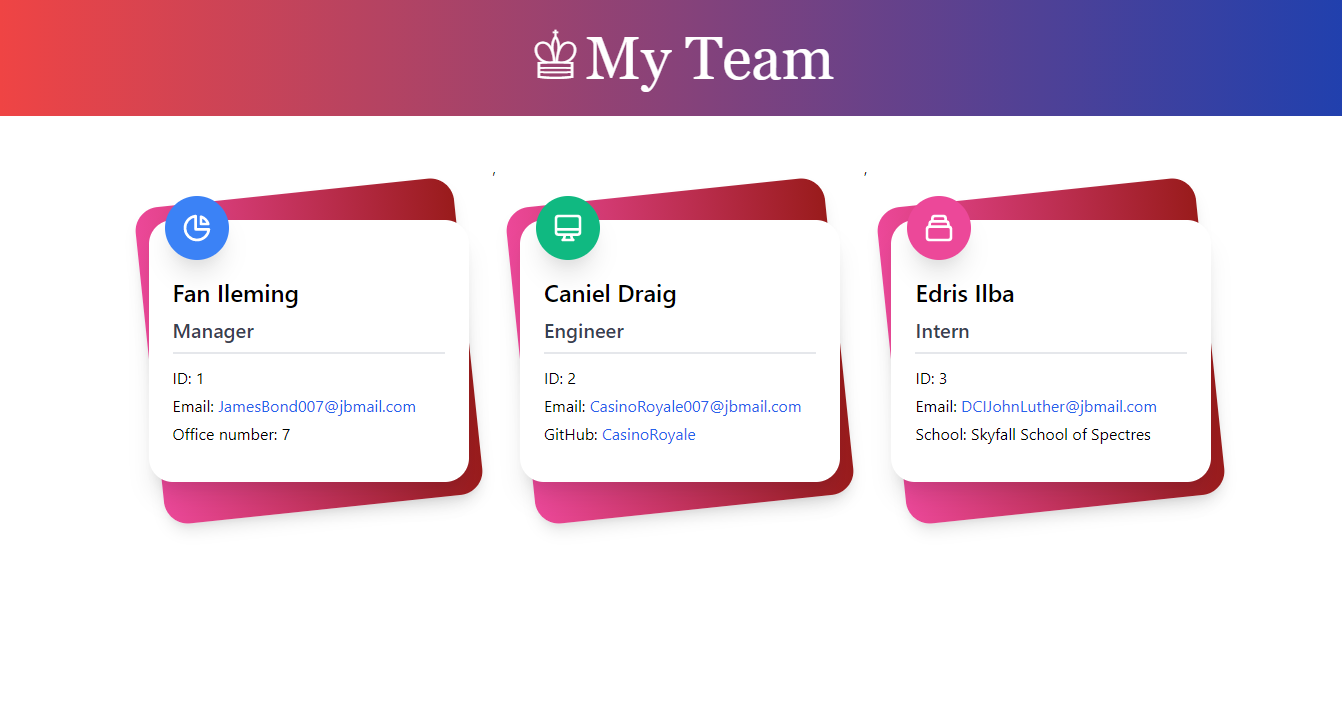 ♔ My Team
, ,
Fan Ileming
Manager
ID: 1
Email: JamesBond007@jbmail.com
Office number: 7
Caniel Draig
Engineer
ID: 2
Email: CasinoRoyale007@jbmail.com
GitHub: CasinoRoyale
Edris Ilba
Intern
ID: 3
Email: DCIJohnLuther@jbmail.com
School: Skyfall School of Spectres